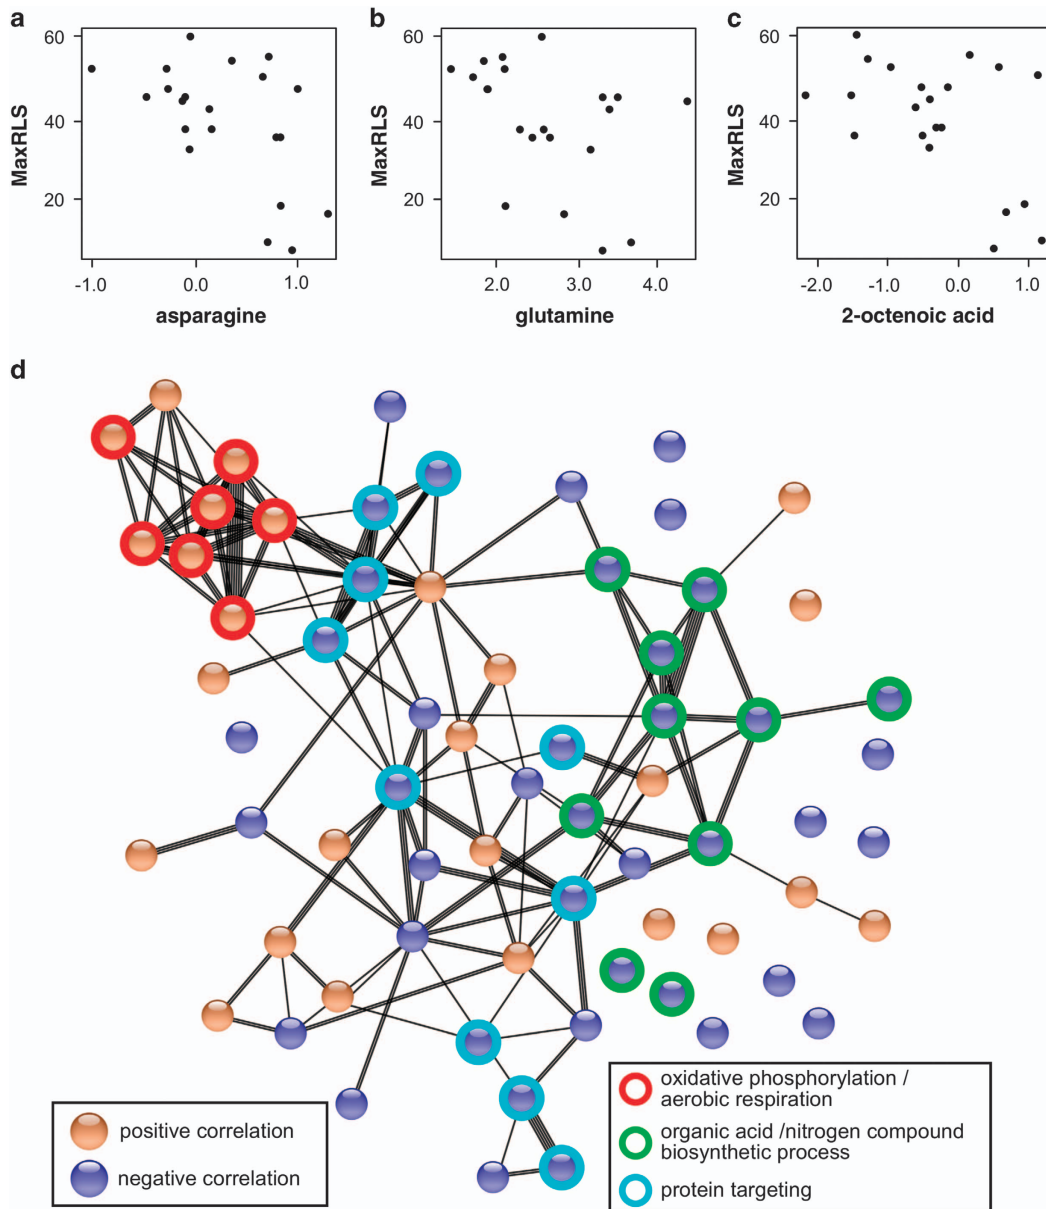 a
b
c
MaxRLS
60
40
20
-1.0
0.0
1.0
asparagine
MaxRLS
60
40
20
2.0
3.0
4.0
glutamine
MaxRLS
60
40
20
-2.0
-1.0
0.0
1.0
2-octenoic acid
d
positive correlation
negative correlation
oxidative phosphorylation /
aerobic respiration
organic acid /nitrogen compound
biosynthetic process
protein targeting